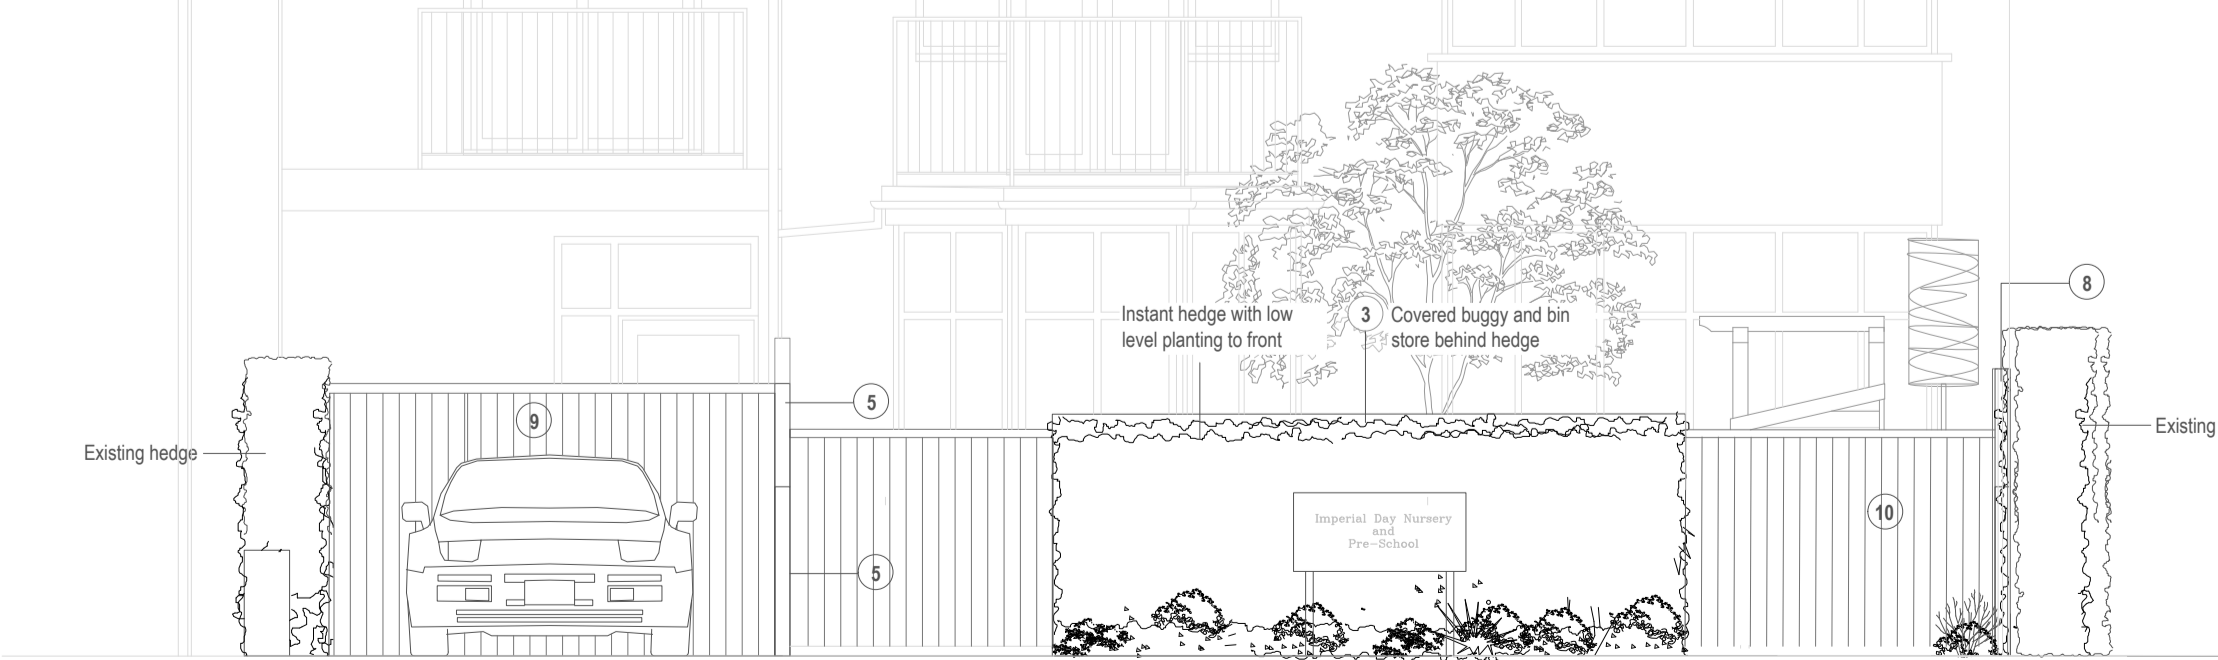 8
Instant hedge with low
level planting to front
3
Covered buggy and bin
store behind hedge
5
9
Existing hedge
Existing
10
Imperial Day Nursery
and
Pre-School
5